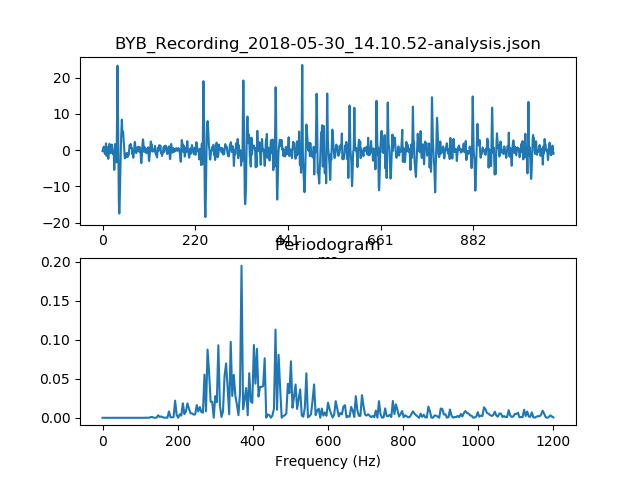 BYB_Recording_2018-05-30_14.10.52-analysis.json
20
10
0
−10
−20
0 220 441 661 882
Periodogram
ms
0.20
0.15
0.10
0.05
0.00
0 200 400 600 800 1000 1200
Frequency (Hz)